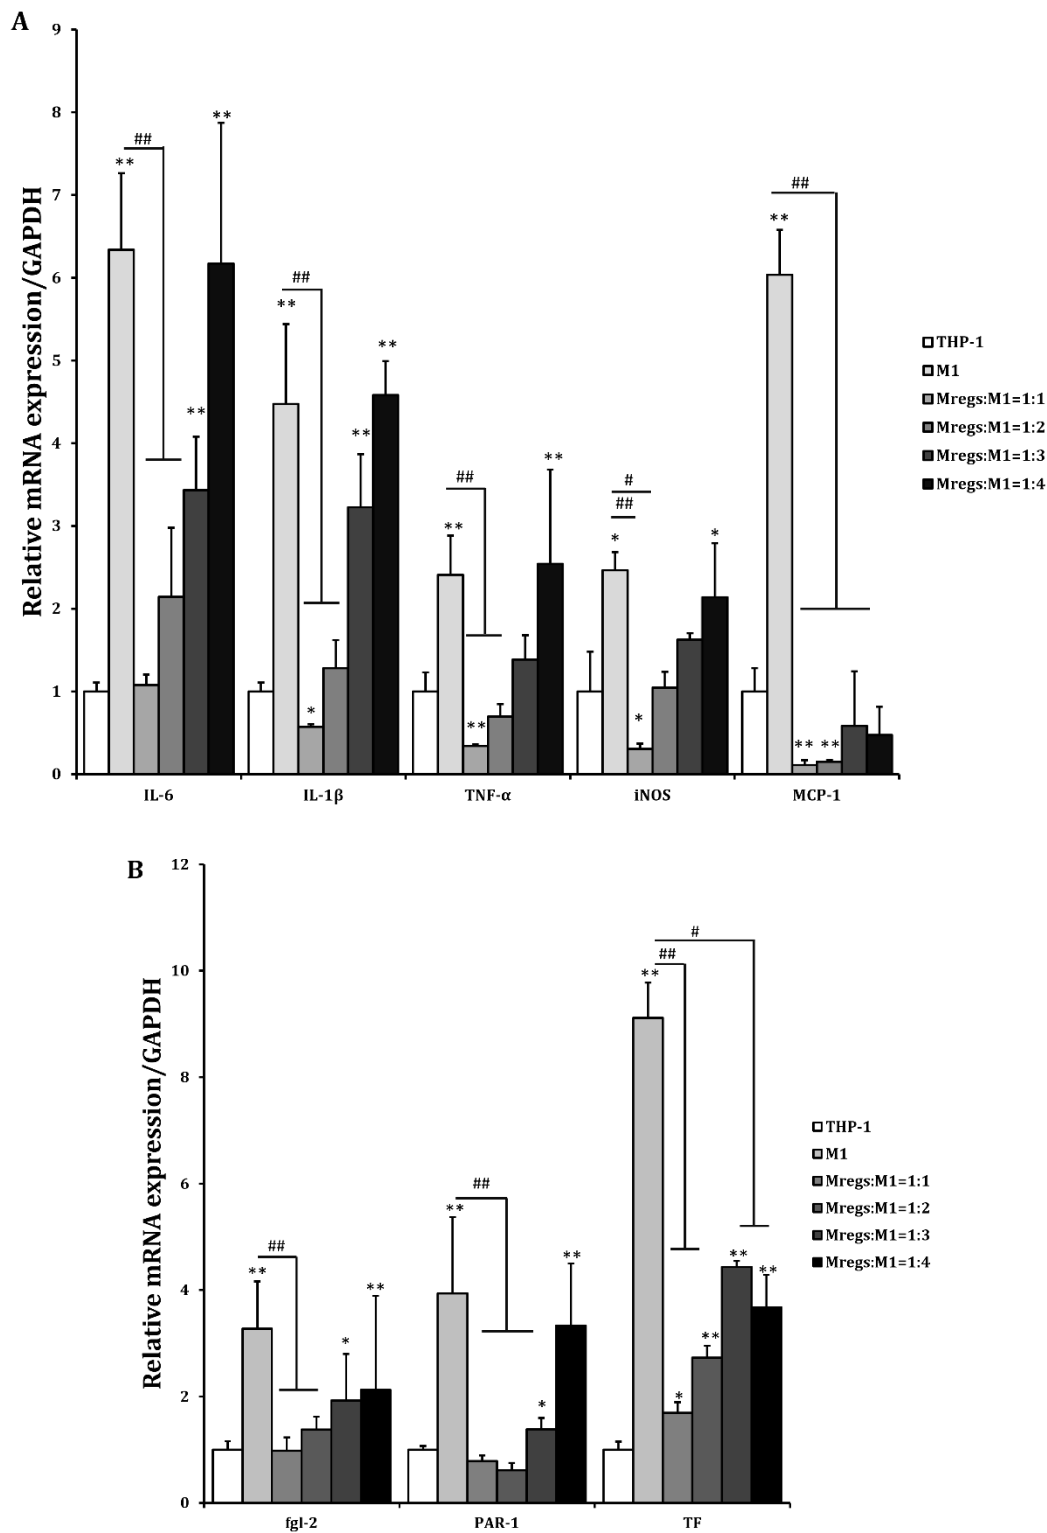 A
Relative mRNA expression/GAPDH
9
8
7
6
5
4
3
2
1
0
**
##
**
**
**
##
*
**
**
**
##
**
**
*
#
##
*
*
**
##
**
**
IL-6
IL-1β
TNF-α
iNOS
MCP-1
THP-1
M1
Mregs:M1=1:1
Mregs:M1=1:2
Mregs:M1=1:3
Mregs:M1=1:4
B
Relative mRNA expression/GAPDH
12
10
8
6
4
2
0
**
##
*
**
**
##
*
**
**
##
#
*
**
**
**
fgl-2
PAR-1
TF
THP-1
M1
Mregs:M1=1:1
Mregs:M1=1:2
Mregs:M1=1:3
Mregs:M1=1:4